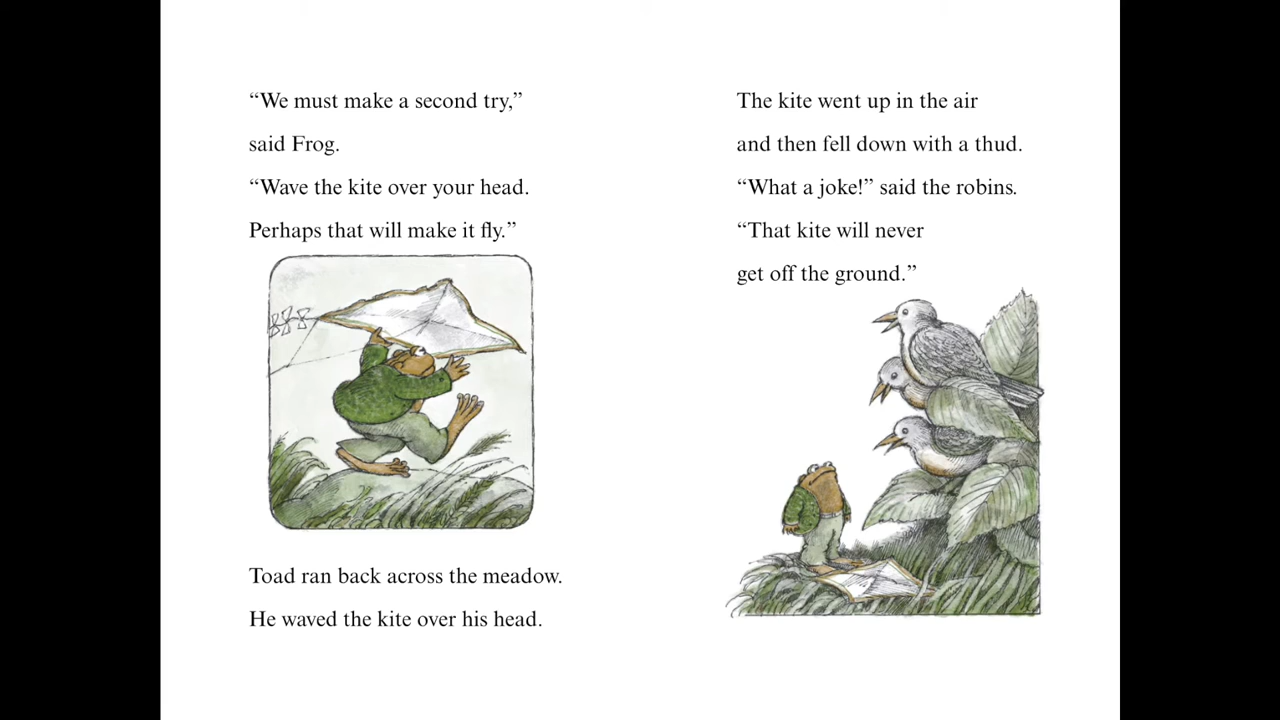 “We must make a second try,”
said Frog.
“Wave the kite over your head.
Perhaps that will make it fly.”
Toad ran back across the meadow.
He waved the kite over his head.
The kite went up in the air
and then fell down with a thud.
“What a joke!” said the robins.
“That kite will never
get off the ground.”